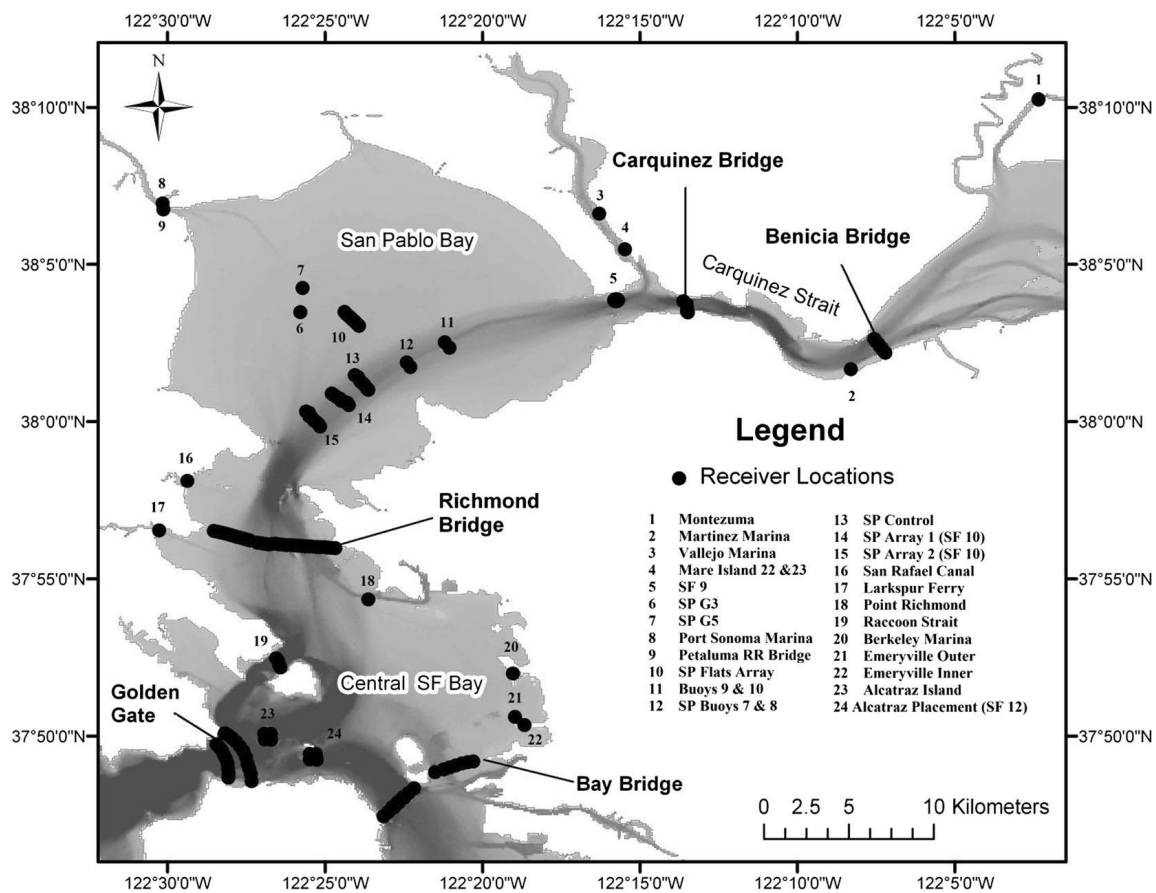 122°30'0"W 122°25'0"W 122°20'0"W 122°15'0"W 122°10'0"W 122°5'0"W
N
38°10'0"N
38°10'0"N
38°5'0"N
38°5'0"N
38°0'0"N
38°0'0"N
37°55'0"N
37°55'0"N
37°50'0"N
37°50'0"N
1
8
9
3
4
5
7
6
10
11
12
13
14
15
2
16
17
18
19
20
21
22
23
24
San Pablo Bay
Carquinez Bridge
Benicia Bridge
Carquinez Strait
Richmond
Bridge
Central SF Bay
Golden
Gate
Bay Bridge
Legend
Receiver Locations
1 Montezuma
2 Martinez Marina
3 Vallejo Marina
4 Mare Island 22 &23
5 SF 9
6 SP G3
7 SP G5
8 Port Sonoma Marina
9 Petaluma RR Bridge
10 SP Flats Array
11 Buoys 9 & 10
12 SP Buoys 7 & 8
13 SP Control
14 SP Array 1 (SF 10)
15 SP Array 2 (SF 10)
16 San Rafael Canal
17 Larkspur Ferry
18 Point Richmond
19 Raccoon Strait
20 Berkeley Marina
21 Emeryville Outer
22 Emeryville Inner
23 Alcatraz Island
24 Alcatraz Placement (SF 12)
0 2.5 5 10 Kilometers
122°30'0"W 122°25'0"W 122°20'0"W 122°15'0"W 122°10'0"W 122°5'0"W